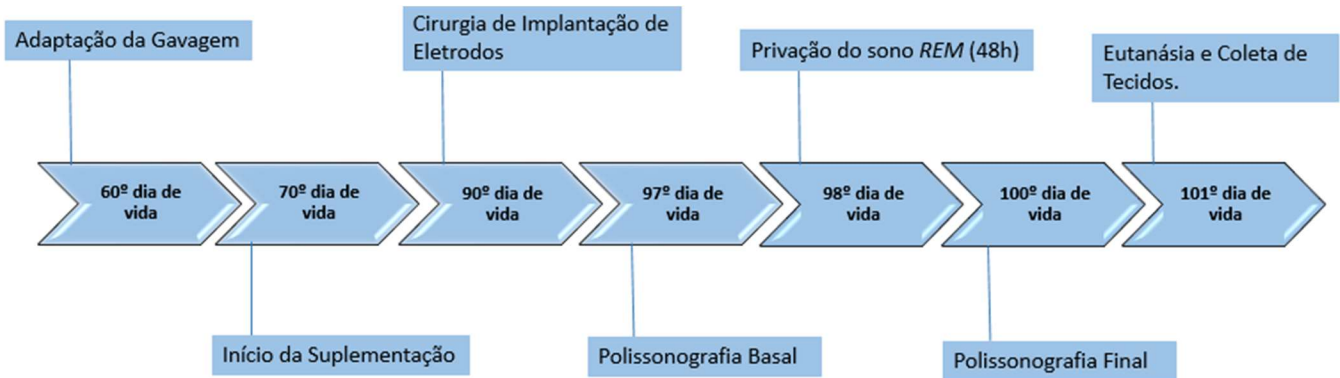 Adaptação da Gavagem
Cirurgia de Implantação de
Eletrodos
Privação do sono REM (48h)
Eutanásia e Coleta de
Tecidos.
60º dia de
vida
70º dia de
vida
90º dia de
vida
97º dia de
vida
98º dia de
vida
100º dia de
vida
101º dia de
vida
Início da Suplementação
Polissonografia Basal
Polissonografia Final